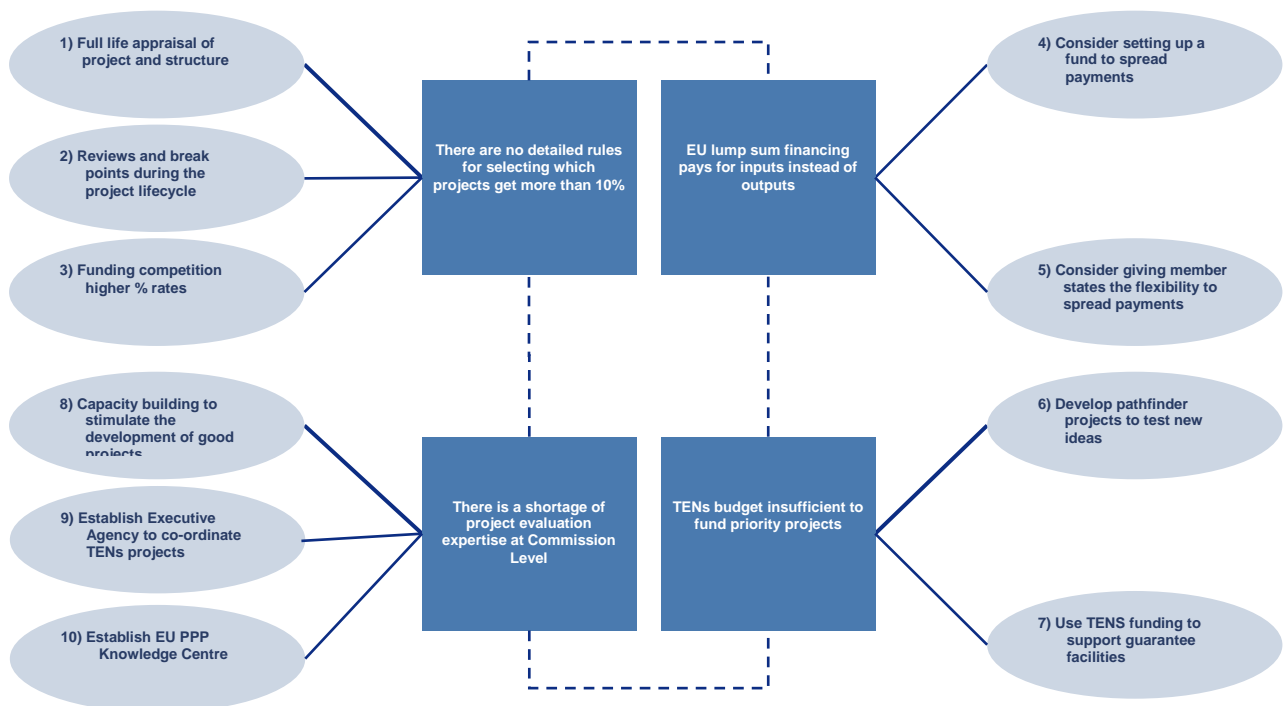 1) Full life appraisal of
project and structure
2) Reviews and break
points during the
project lifecycle
3) Funding competition
higher % rates
There are no detailed rules
for selecting which
projects get more than 10%
EU lump sum financing
pays for inputs instead of
outputs
4) Consider setting up a
fund to spread
payments
5) Consider giving member
states the flexibility to
spread payments
8) Capacity building to
stimulate the
development of good
projects
9) Establish Executive
Agency to co-ordinate
TENs projects
10) Establish EU PPP
Knowledge Centre
There is a shortage of
project evaluation
expertise at Commission
Level
TENs budget insufficient to
fund priority projects
6) Develop pathfinder
projects to test new
ideas
7) Use TENS funding to
support guarantee
facilities